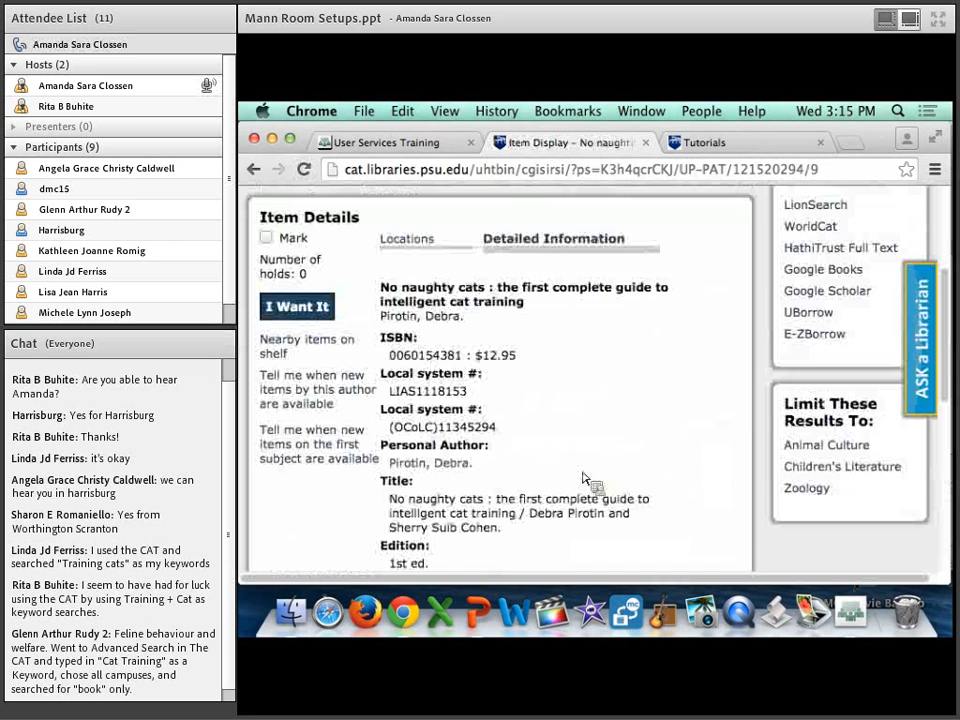 Attendee List (11)
Amanda Sara Clossen
Hosts (2)
Amanda Sara Clossen
Rita B Buhite
Presenters (0)
Participants (9)
Angela Grace Christy Caldwell
dmc15
Glenn Arthur Rudy 2
Harrisburg
Kathleen Joanne Romig
Linda Jd Ferriss
Lisa Jean Harris
Michele Lynn Joseph
Chat (Everyone)
Rita B Buhite: Are you able to hear
Amanda?
Harrisburg: Yes for Harrisburg
Rita B Buhite: Thanks!
Linda Jd Ferriss: it's okay
Angela Grace Christy Caldwell: we can
hear you in harrisburg
Sharon E Romaniello: Yes from
Worthington Scranton
Linda Jd Ferriss: I used the CAT and
searched "Training cats" as my keywords
Rita B Buhite: I seem to have had for luck
using the CAT by using Training + Cat as
keyword searches.
Glenn Arthur Rudy 2: Feline behaviour and
welfare. Went to Advanced Search in The
CAT and typed in "Cat Training" as a
Keyword, chose all campuses, and
searched for "book" only.
Mann Room Setups.ppt - Amanda Sara Clossen
Chrome File Edit View History Bookmarks Window People Help Wed 3:15 PM
User Services Training
Item Display – No naught
Tutorials
cat.libraries.psu.edu/uhtbin/cgisirsi/?ps=K3h4qcrCKJ/UP-PAT/121520294/9
Item Details
Mark
Number of
holds: 0
I Want It
Nearby items on
shelf
Tell me when new
items by this author
are available
Tell me when new
items on the first
subject are available
Locations
Detailed Information
No naughty cats : the first complete guide to
intelligent cat training
Pirotin, Debra.
ISBN:
0060154381 : $12.95
Local system #:
LIAS1118153
Local system #:
(OCoLC)11345294
Personal Author:
Pirotin, Debra.
Title:
No naughty cats : the first complete guide to
intelligent cat training / Debra Pirotin and
Sherry Suib Cohen.
Edition:
1st ed.
LionSearch
WorldCat
HathiTrust Full Text
Google Books
Google Scholar
UBorrow
E-ZBorrow
ASK a Librarian
Limit These
Results To:
Animal Culture
Children's Literature
Zoology